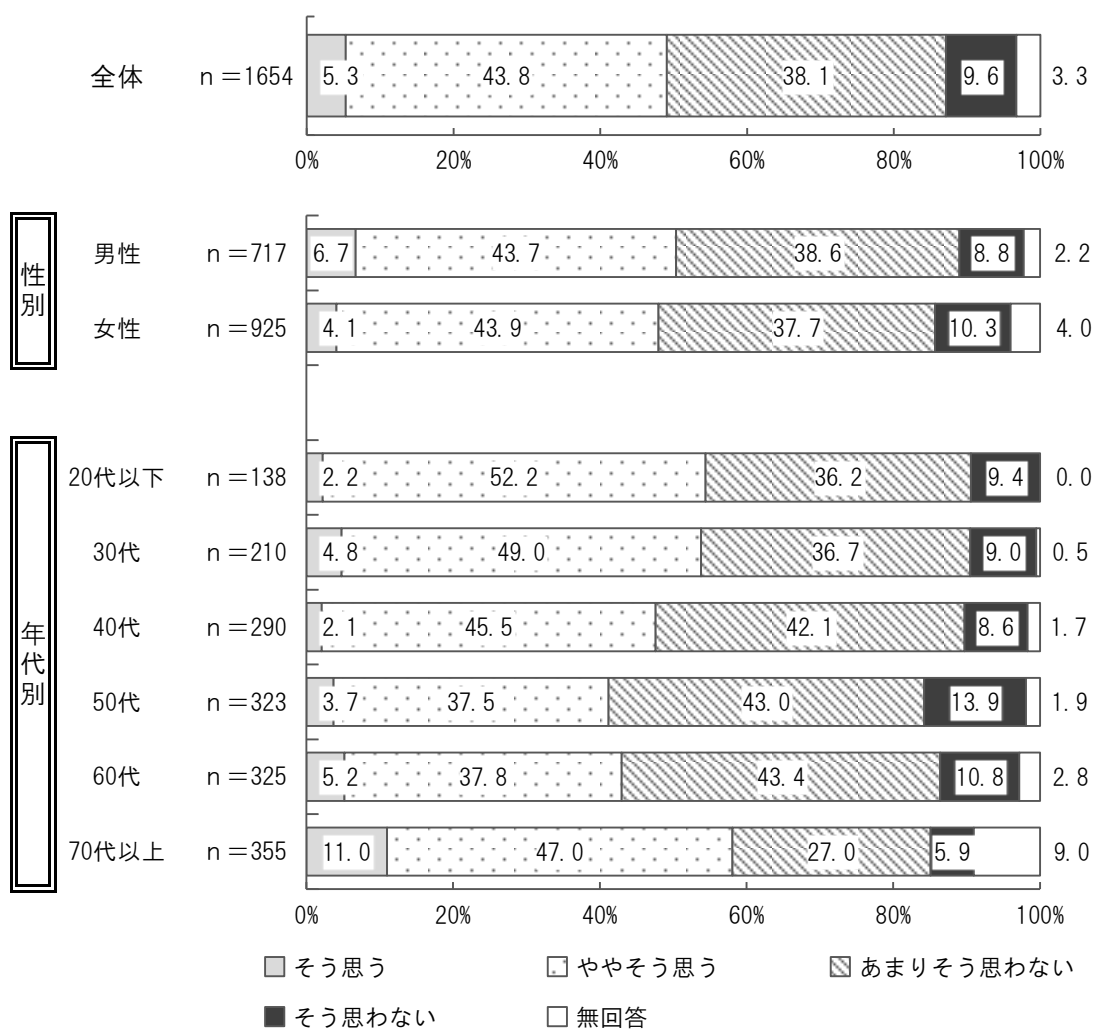 全体 n＝1654 5.3 43.8 38.1 9.6 3.3
0% 20% 40% 60% 80% 100%
性別
男性 n＝717 6.7 43.7 38.6 8.8 2.2
女性 n＝925 4.1 43.9 37.7 10.3 4.0
年代別
20代以下 n＝138 2.2 52.2 36.2 9.4 0.0
30代 n＝210 4.8 49.0 36.7 9.0 0.5
40代 n＝290 2.1 45.5 42.1 8.6 1.7
50代 n＝323 3.7 37.5 43.0 13.9 1.9
60代 n＝325 5.2 37.8 43.4 10.8 2.8
70代以上 n＝355 11.0 47.0 27.0 5.9 9.0
0% 20% 40% 60% 80% 100%
そう思う ややそう思う あまりそう思わない
そう思わない 無回答